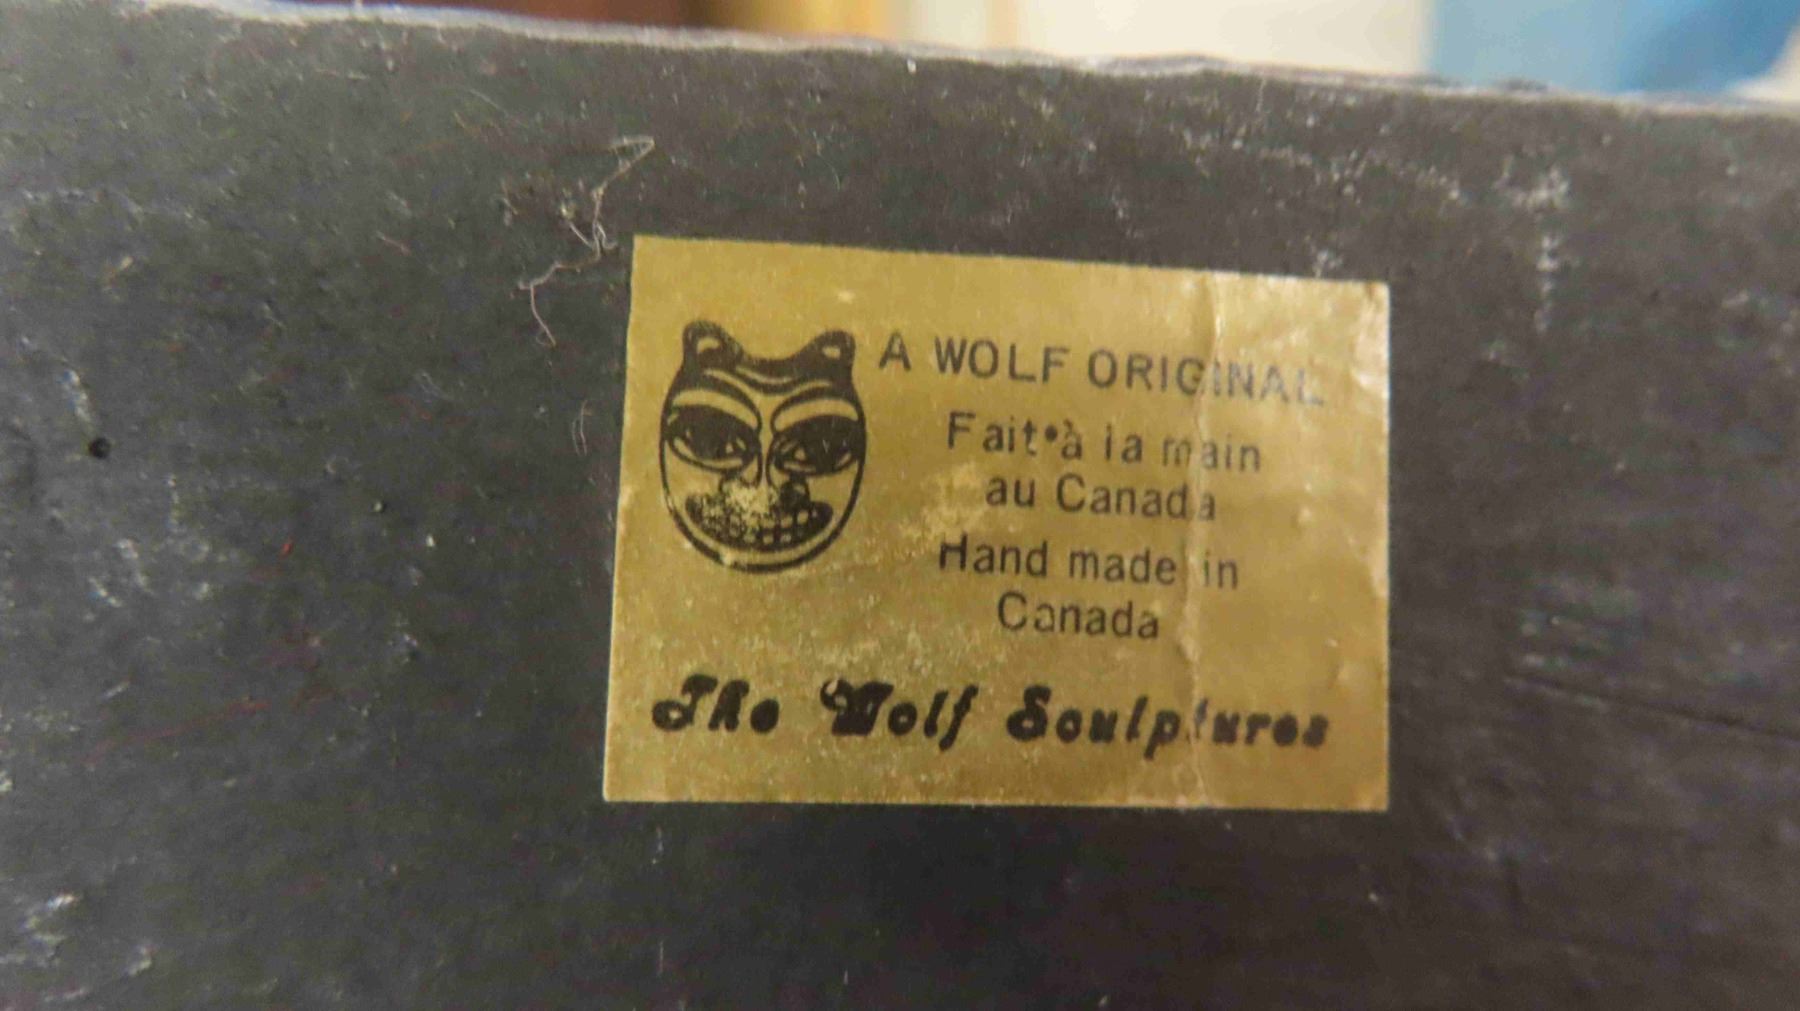 A WOLF ORIGINAL
Fait•à la main
au Canada
Hand made in
Canada
The Wolf Sculptures